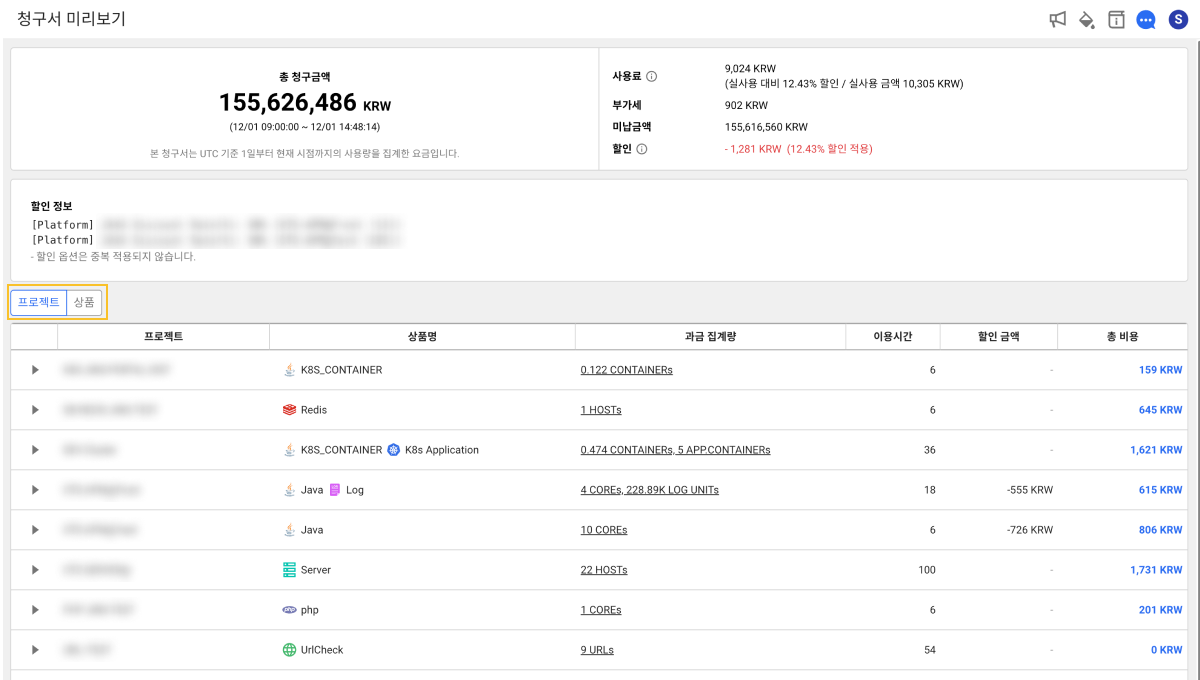 청구서 미리보기
S
총 청구금액
155,626,486 KRW
(12/01 09:00:00 ~ 12/01 14:48:14)
본 청구서는 UTC 기준 1일부터 현재 시점까지의 사용량을 집계한 요금입니다.
사용료
9,024 KRW
(실사용 대비 12.43% 할인 / 실사용 금액 10,305 KRW)
부가세 902 KRW
미납금액 155,616,560 KRW
할인 - 1,281 KRW (12.43% 할인 적용)
할인 정보
[Platform]
[Platform]
- 할인 옵션은 중복 적용되지 않습니다.
프로젝트 상품
프로젝트 상품명 과금 집계량 이용시간 할인 금액 총 비용
K8S_CONTAINER 0.122 CONTAINERs 6 - 159 KRW
Redis 1 HOSTs 6 - 645 KRW
K8S_CONTAINER K8s Application 0.474 CONTAINERs, 5 APP.CONTAINERs 36 - 1,621 KRW
Java Log 4 COREs, 228.89K LOG UNITs 18 -555 KRW 615 KRW
Java 10 COREs 6 -726 KRW 806 KRW
Server 22 HOSTs 100 - 1,731 KRW
php php 1 COREs 6 - 201 KRW
UrlCheck 9 URLs 54 - 0 KRW